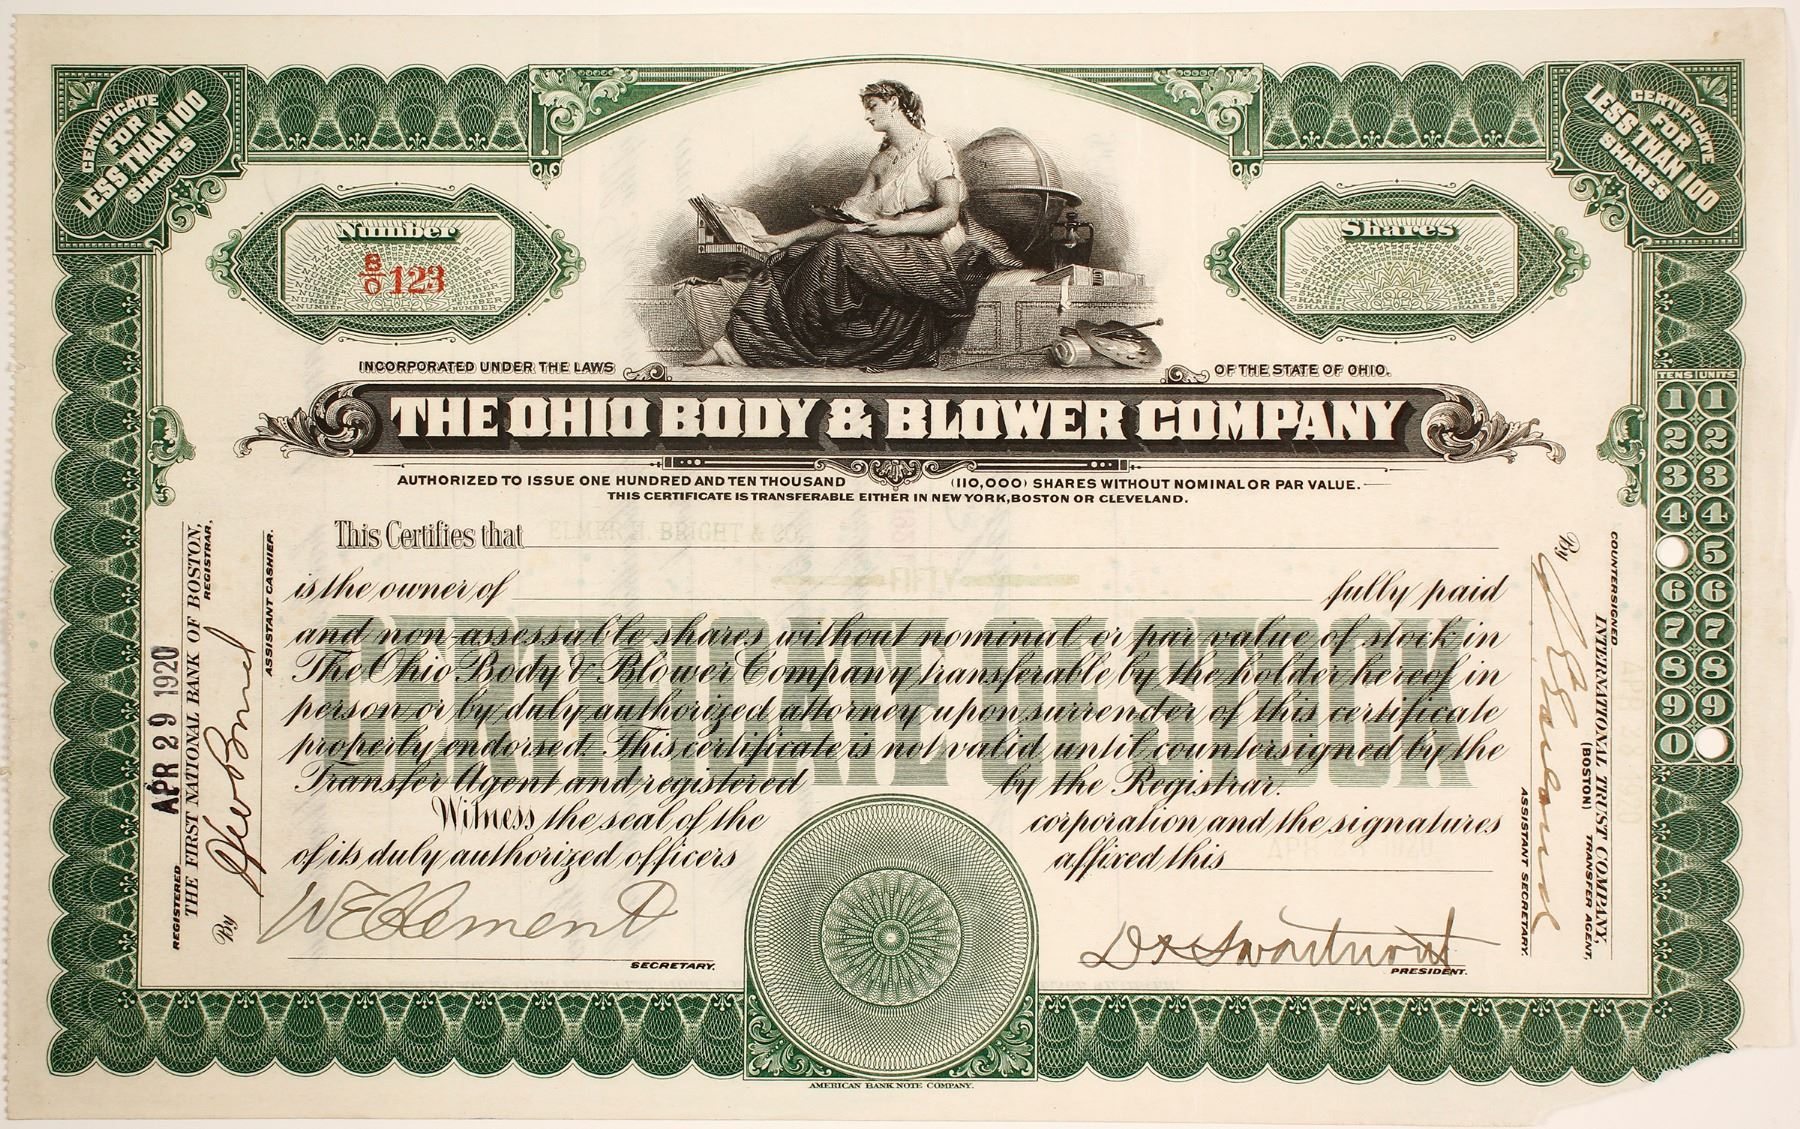 CERTIFICATE
FOR
LESS THAN 100
SHARES
CERTIFICATE
FOR
LESS THAN 100
SHARES
Number
B/O 123
Shares
INCORPORATED UNDER THE LAWS OF THE STATE OF OHIO.
THE OHIO BODY & BLOWER COMPANY
AUTHORIZED TO ISSUE ONE HUNDRED AND TEN THOUSAND (110,000) SHARES WITHOUT NOMINAL OR PAR VALUE.
THIS CERTIFICATE IS TRANSFERABLE EITHER IN NEW YORK, BOSTON OR CLEVELAND.
This Certifies that ELMER H. BRIGHT & CO.
is the owner of FIFTY fully paid
CERTIFICATE OF STOCK
and non-assessable shares without nominal or par value of stock in
The Ohio Body & Blower Company transferable by the holder hereof in
person or by duly authorized attorney upon surrender of this certificate
properly endorsed. This certificate is not valid until countersigned by the
Transfer Agent and registered by the Registrar.
Witness the seal of the corporation and the signatures
of its duly authorized officers affixed this APR 1920
W E Clement
SECRETARY.
PRESIDENT.
AMERICAN BANK NOTE COMPANY.
APR 29 1920
REGISTERED
THE FIRST NATIONAL BANK OF BOSTON,
REGISTRAR,
By
ASSISTANT CASHIER.
COUNTERSIGNED
INTERNATIONAL TRUST COMPANY,
(BOSTON) TRANSFER AGENT,
By
ASSISTANT SECRETARY.
TENS UNITS
1 1
2 2
3 3
4 4
5
6 6
7 7
8 8
9 9
0